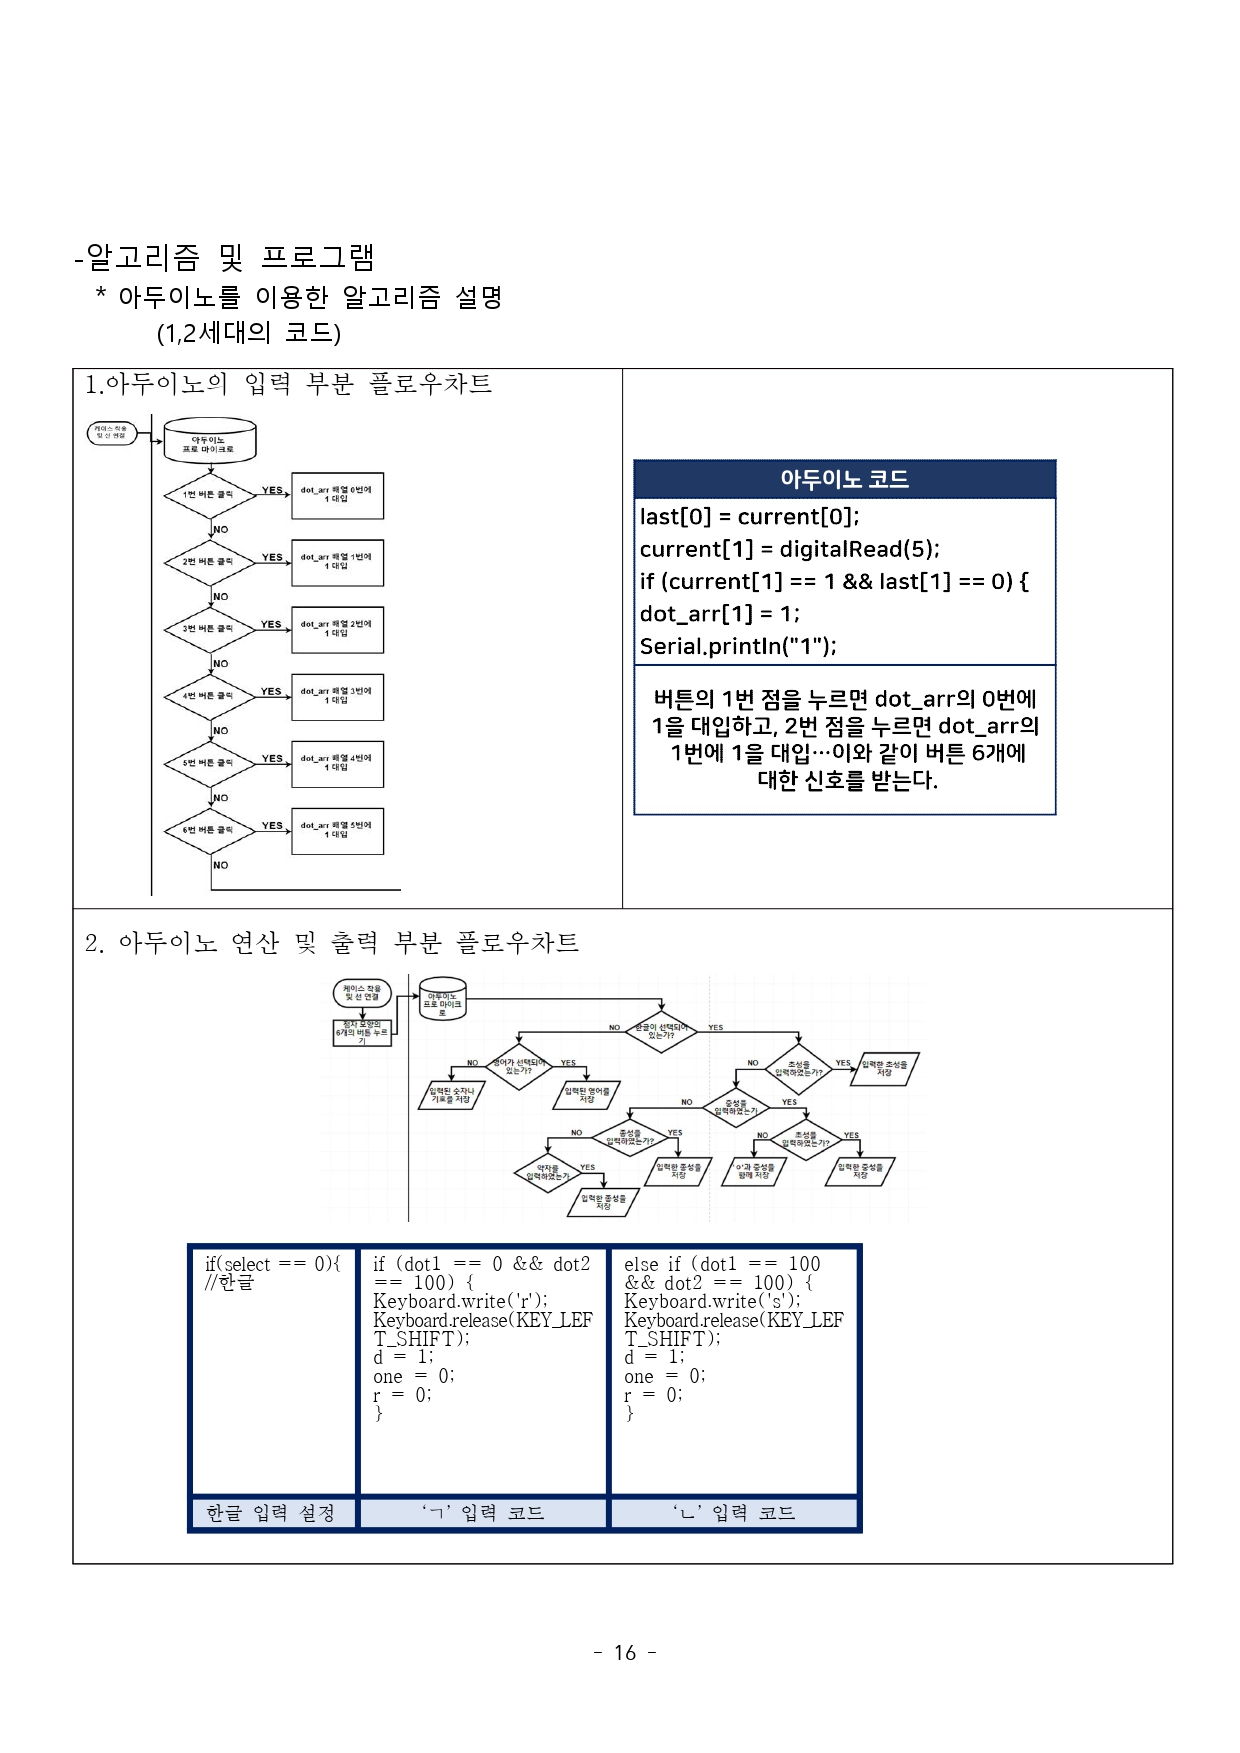 -알고리즘 및 프로그램
* 아두이노를 이용한 알고리즘 설명
(1,2세대의 코드)
1.아두이노의 입력 부분 플로우차트
케이스 착용
및 선 연결
아두이노
프로 마이크로
1번 버튼 클릭
YES
dot_arr 배열 0번에
1 대입
NO
2번 버튼 클릭
YES
dot_arr 배열 1번에
1 대입
NO
3번 버튼 클릭
YES
dot_arr 배열 2번에
1 대입
NO
4번 버튼 클릭
YES
dot_arr 배열 3번에
1 대입
NO
5번 버튼 클릭
YES
dot_arr 배열 4번에
1 대입
NO
6번 버튼 클릭
YES
dot_arr 배열 5번에
1 대입
NO
아두이노 코드
last[0] = current[0];
current[1] = digitalRead(5);
if (current[1] == 1 && last[1] == 0) {
dot_arr[1] = 1;
Serial.println("1");
버튼의 1번 점을 누르면 dot_arr의 0번에
1을 대입하고, 2번 점을 누르면 dot_arr의
1번에 1을 대입…이와 같이 버튼 6개에
대한 신호를 받는다.
2. 아두이노 연산 및 출력 부분 플로우차트
케이스 착용
및 선 연결
점자 모양의
6개의 버튼 누르
기
아두이노
프로 마이크
로
한글이 선택되어
있는가?
NO
YES
영어가 선택되어
있는가?
NO
YES
입력된 숫자나
기호를 저장
입력된 영어를
저장
초성을
입력하였는가?
NO
YES
입력한 초성을
저장
중성을
입력하였는가
NO
YES
종성을
입력하였는가?
NO
YES
초성을
입력하였는가?
NO
YES
약자를
입력하였는가
YES
입력한 종성을
저장
'ㅇ'과 중성을
함께 저장
입력한 중성을
저장
입력한 종성을
저장
if(select == 0){
//한글
if (dot1 == 0 && dot2
== 100) {
Keyboard.write('r');
Keyboard.release(KEY_LEF
T_SHIFT);
d = 1;
one = 0;
r = 0;
}
else if (dot1 == 100
&& dot2 == 100) {
Keyboard.write('s');
Keyboard.release(KEY_LEF
T_SHIFT);
d = 1;
one = 0;
r = 0;
}
한글 입력 설정
‘ㄱ’ 입력 코드
‘ㄴ’ 입력 코드
- 16 -